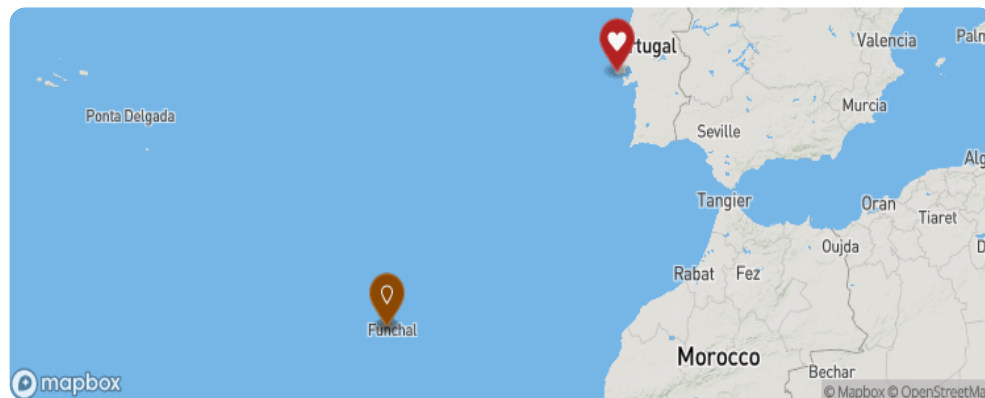 rtugal
Valencia
Palm
Ponta Delgada
Murcia
Seville
Alg
Tangier
Oran
Tiaret
Oujda
D
Rabat
Fez
Funchal
Morocco
Bechar
mapbox
© Mapbox © OpenStreetMa